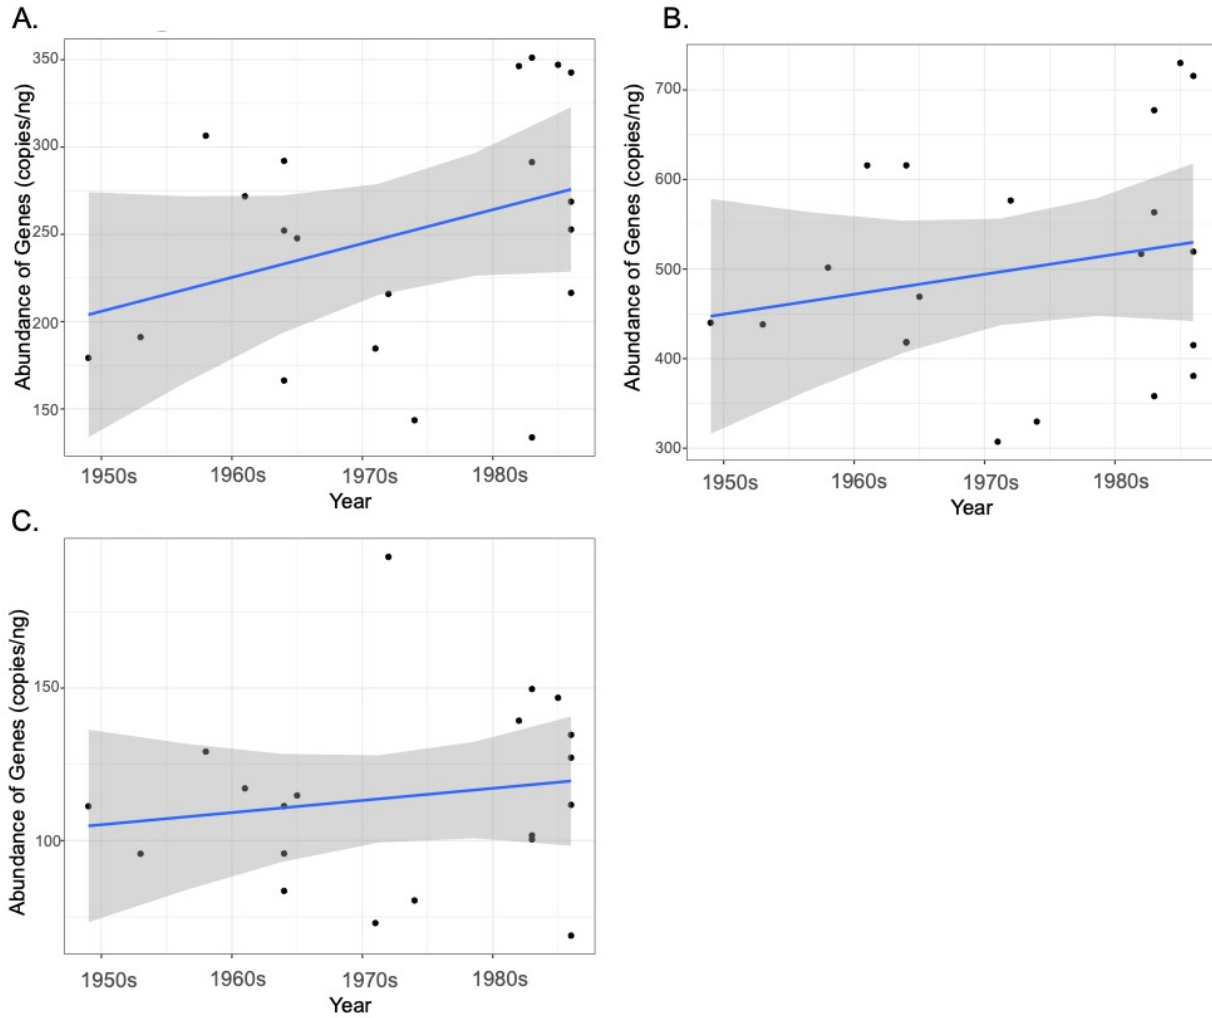 A.
Abundance of Genes (copies/ng)
350
300
250
200
150
1950s 1960s 1970s 1980s
Year
B.
Abundance of Genes (copies/ng)
700
600
500
400
300
1950s 1960s 1970s 1980s
Year
C.
Abundance of Genes (copies/ng)
150
100
1950s 1960s 1970s 1980s
Year